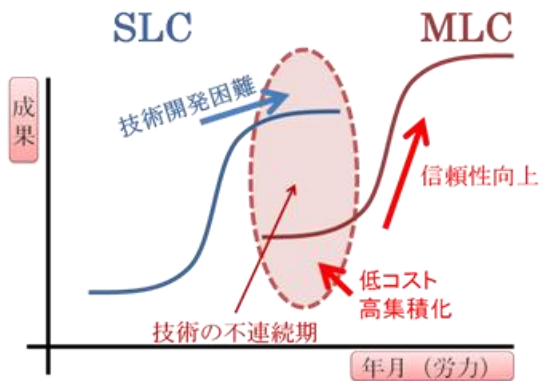 SLC
MLC
技術開発困難
成果
信頼性向上
低コスト
高集積化
技術の不連続期
年月（労力）